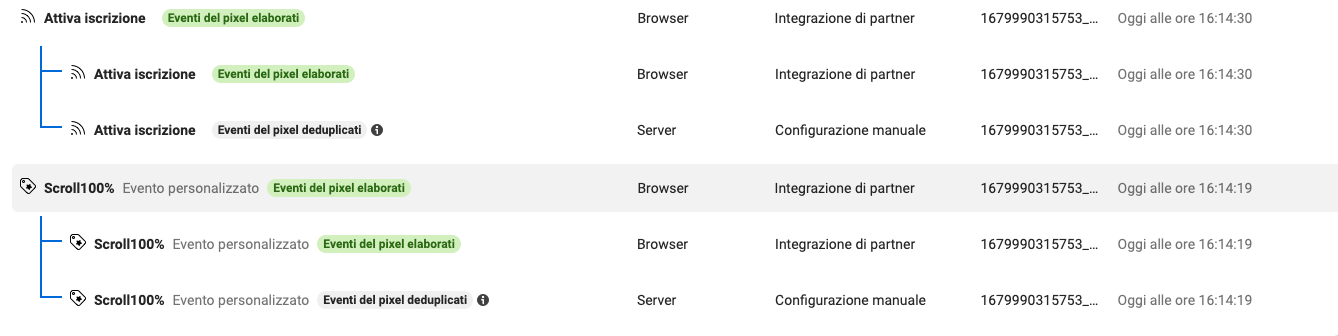 Attiva iscrizione Eventi del pixel elaborati Browser Integrazione di partner 1679990315753_... Oggi alle ore 16:14:30
Attiva iscrizione Eventi del pixel elaborati Browser Integrazione di partner 1679990315753_... Oggi alle ore 16:14:30
Attiva iscrizione Eventi del pixel deduplicati Server Configurazione manuale 1679990315753_... Oggi alle ore 16:14:30
Scroll100% Evento personalizzato Eventi del pixel elaborati Browser Integrazione di partner 1679990315753_... Oggi alle ore 16:14:19
Scroll100% Evento personalizzato Eventi del pixel elaborati Browser Integrazione di partner 1679990315753_... Oggi alle ore 16:14:19
Scroll100% Evento personalizzato Eventi del pixel deduplicati Server Configurazione manuale 1679990315753_... Oggi alle ore 16:14:19